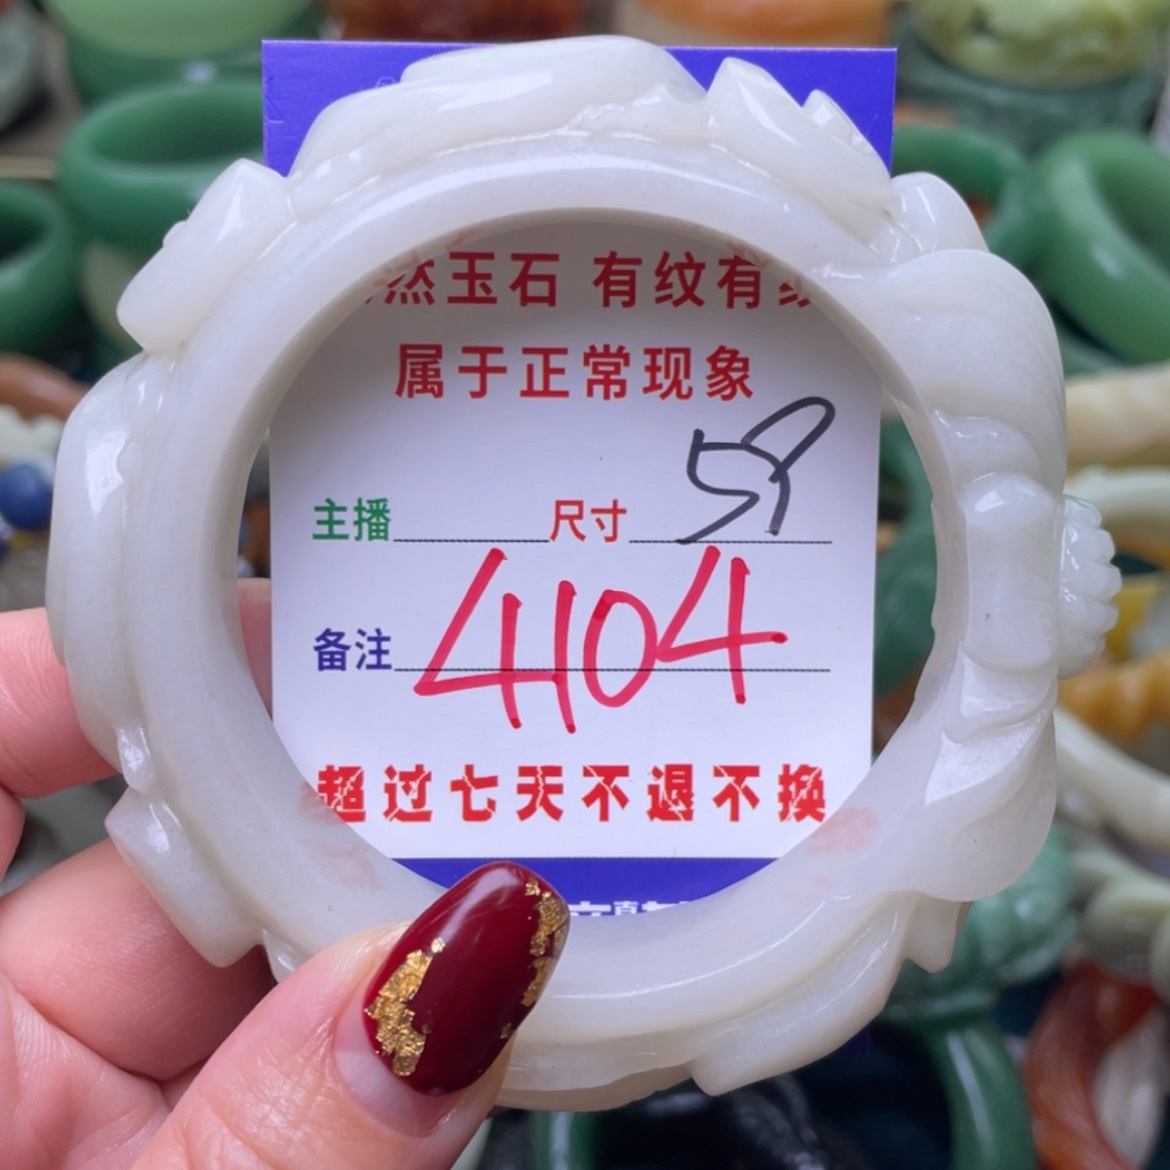 然玉石 有纹有
属于正常现象
主播 尺寸 59
备注 4104
超过七天不退不换